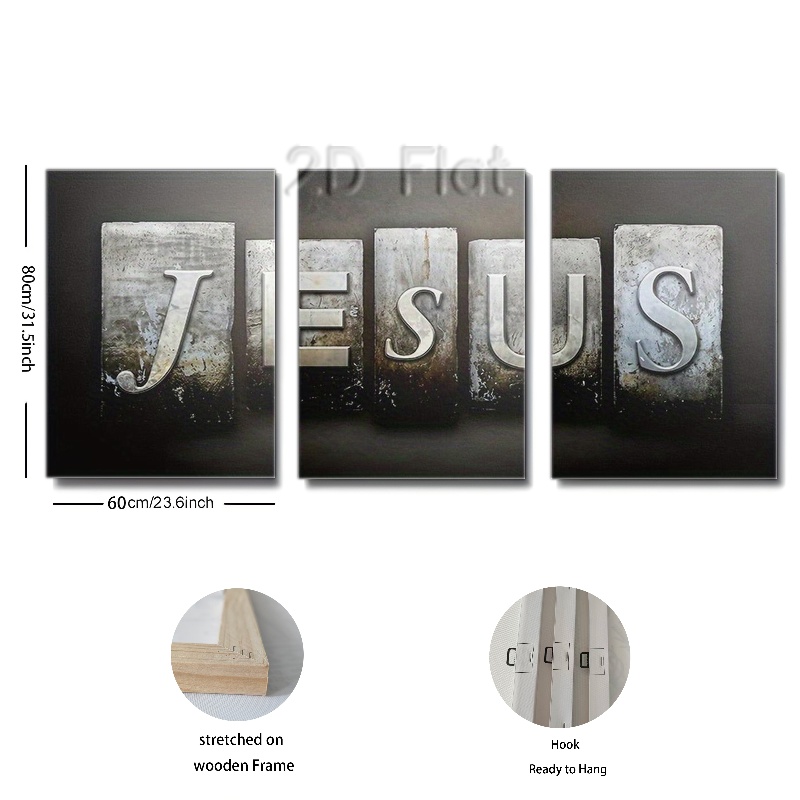 2D Flat
JEsUS
80cm/31.5inch
60cm/23.6inch
stretched on
wooden Frame
Hook
Ready to Hang